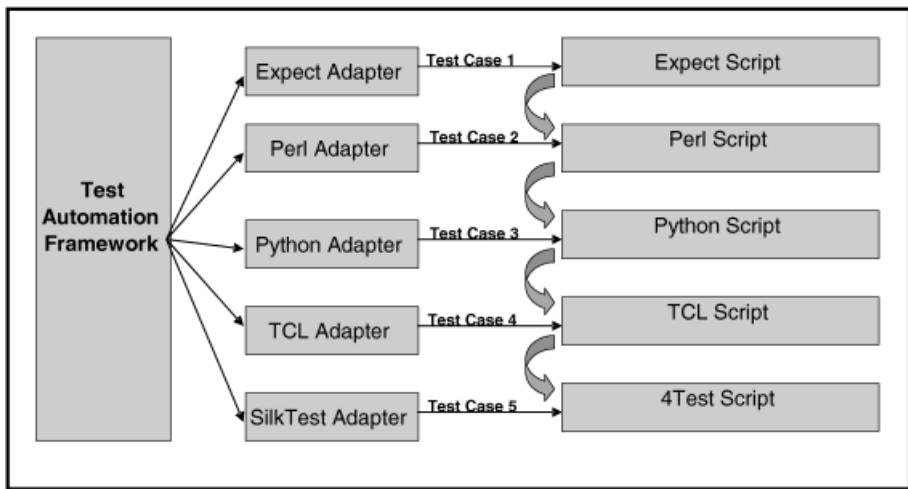 Test
Automation
Framework
Expect Adapter
Test Case 1
Expect Script
Perl Adapter
Test Case 2
Perl Script
Python Adapter
Test Case 3
Python Script
TCL Adapter
Test Case 4
TCL Script
SilkTest Adapter
Test Case 5
4Test Script